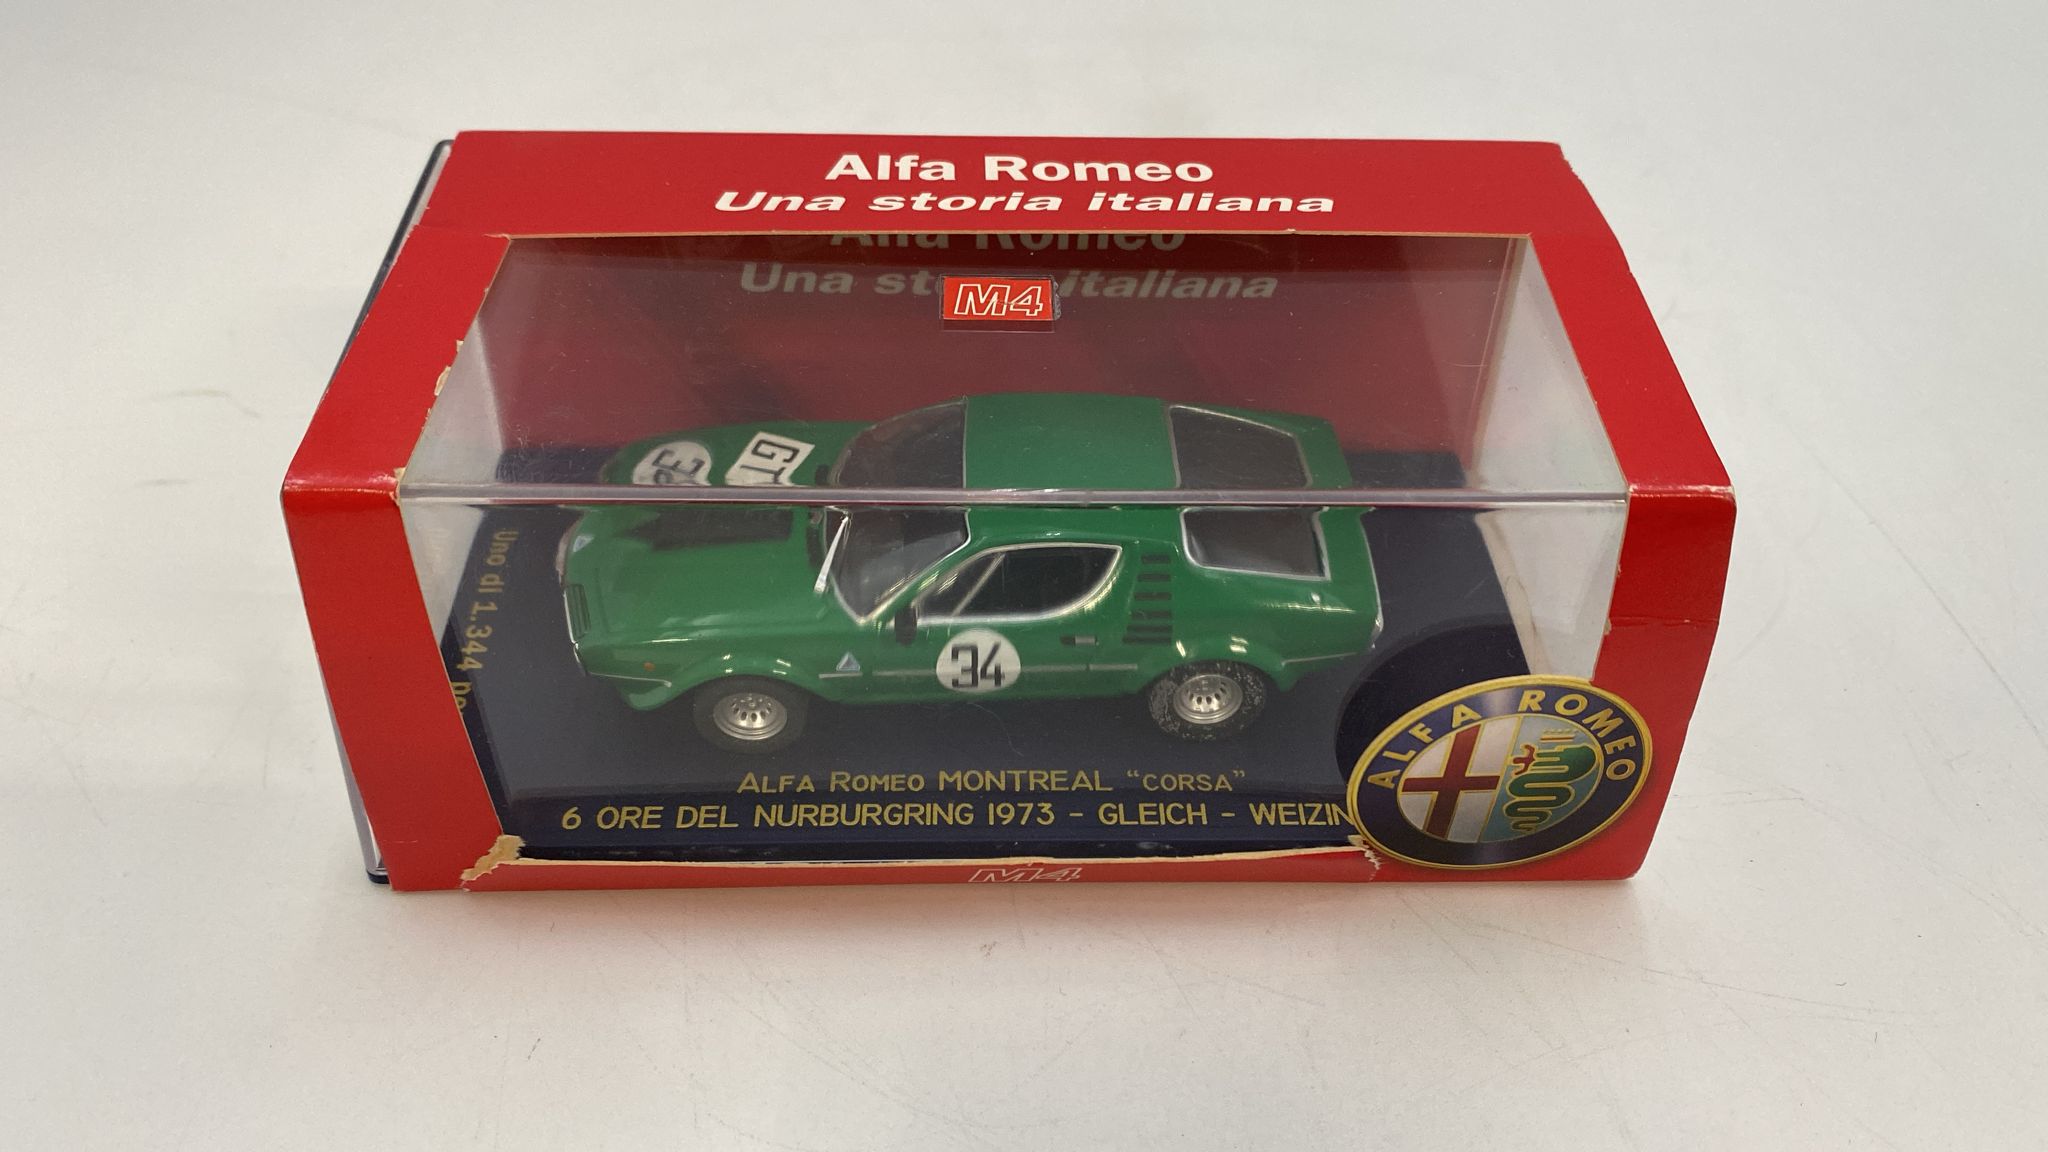 Alfa Romeo
Una storia italiana
Alfa Romeo
Una storia italiana
M4
34
GT
34
Uno di 1.344
ALFA ROMEO MONTREAL "CORSA"
6 ORE DEL NURBURGRING 1973 - GLEICH - WEIZIN
ALFA ROMEO
M4